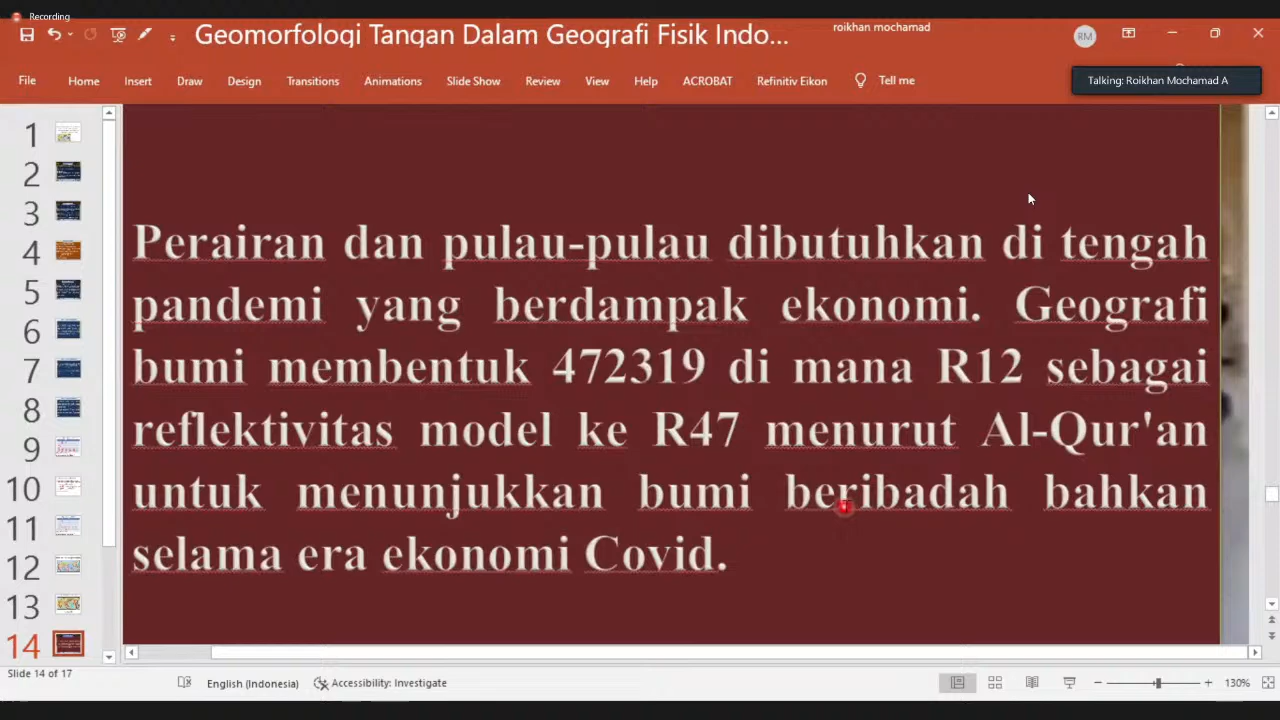 Recording
Geomorfologi Tangan Dalam Geografi Fisik Indo...
roikhan mochamad
RM
File Home Insert Draw Design Transitions Animations Slide Show Review View Help ACROBAT Refinitiv Eikon Tell me
Talking: Roikhan Mochamad A
1
2
3
4
5
6
7
8
9
10
11
12
13
14
Perairan dan pulau-pulau dibutuhkan di tengah
pandemi yang berdampak ekonomi. Geografi
bumi membentuk 472319 di mana R12 sebagai
reflektivitas model ke R47 menurut Al-Qur'an
untuk menunjukkan bumi beribadah bahkan
selama era ekonomi Covid.
Slide 14 of 17
English (Indonesia)
Accessibility: Investigate
130%